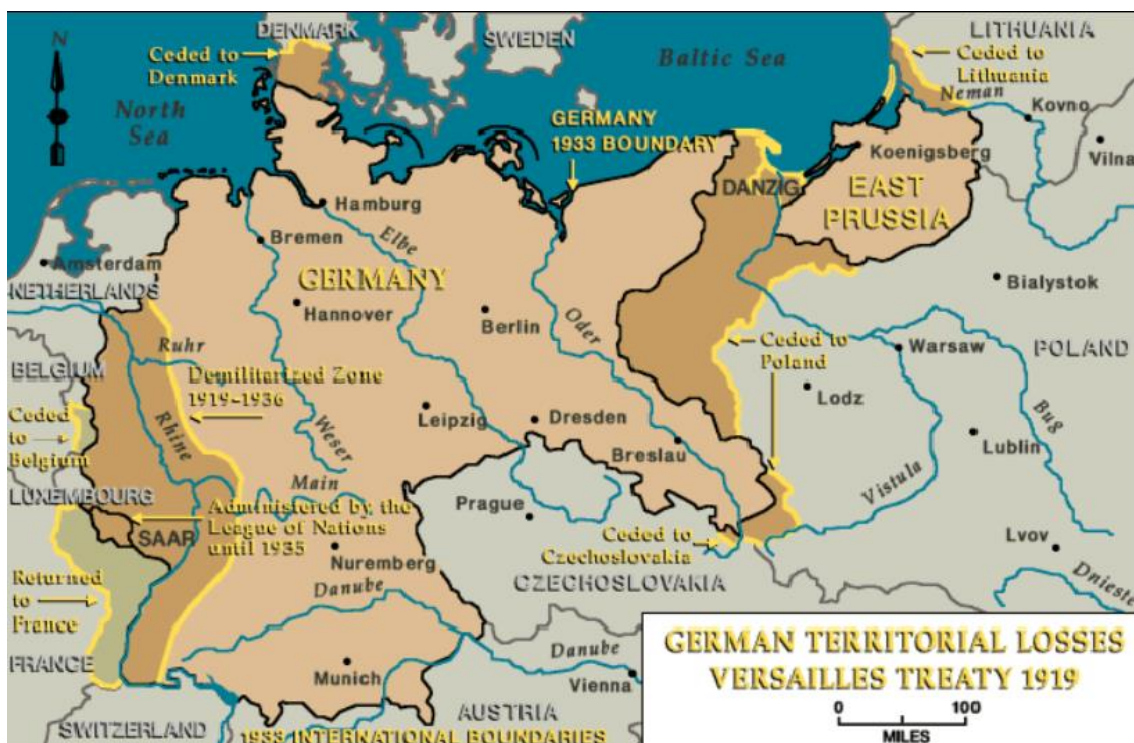 DENMARK
SWEDEN
Baltic Sea
LITHUANIA
Ceded to
Denmark
Ceded to
Lithuania
N
North
Sea
Neman
Kovno
Vilna
GERMANY
1933 BOUNDARY
Koenigsberg
DANZIG
EAST
PRUSSIA
Hamburg
Bremen
Elbe
Amsterdam
NETHERLANDS
GERMANY
Hannover
Berlin
Oder
Bialystok
Ruhr
BELGIUM
Demilitarized Zone
1919-1936
Ceded to
Poland
Warsaw
POLAND
Lodz
Bug
Ceded
to
Belgium
Rhine
Weser
Leipzig
Dresden
Breslau
Lublin
Vistula
LUXEMBOURG
Main
Prague
SAAR
Administered by the
League of Nations
until 1935
Nuremberg
Ceded to
Czechoslovakia
Lvov
CZECHOSLOVAKIA
Dniester
Returned
to
France
Danube
FRANCE
Munich
Danube
Vienna
SWITZERLAND
AUSTRIA
1933 INTERNATIONAL BOUNDARIES
GERMAN TERRITORIAL LOSSES
VERSAILLES TREATY 1919
0 100
MILES